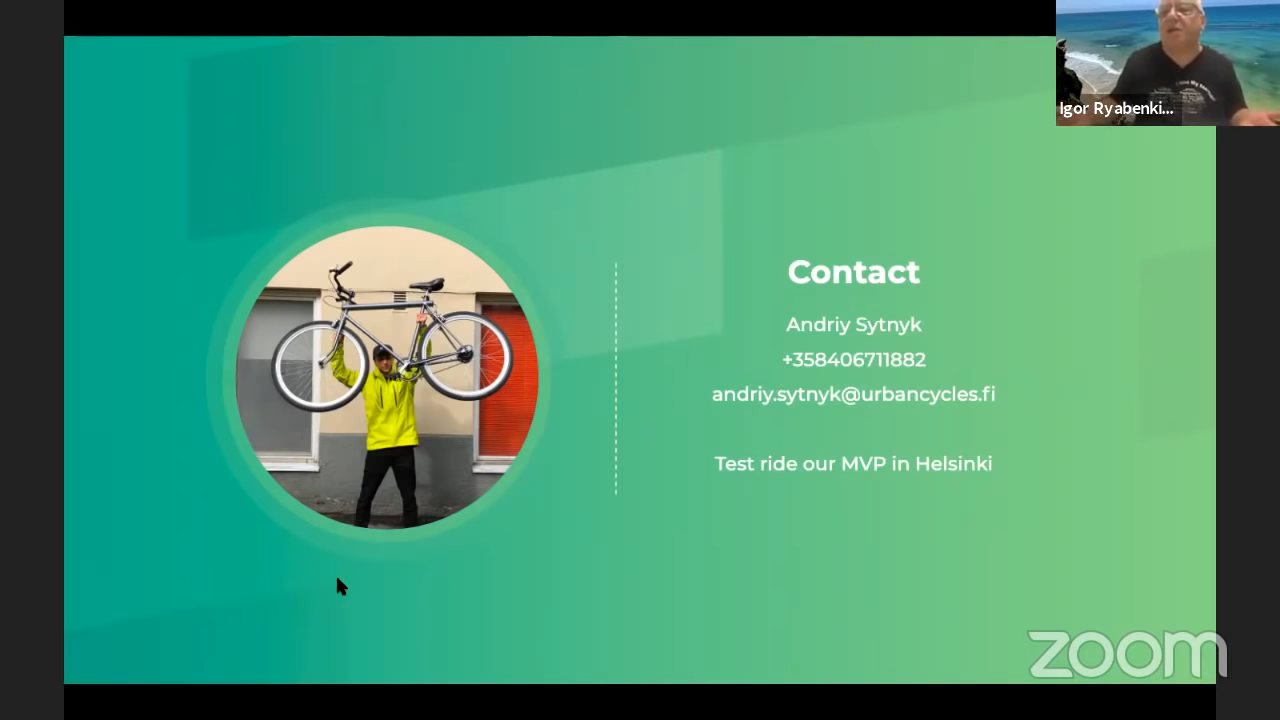 Igor Ryabenki...
Contact
Andriy Sytnyk
+358406711882
andriy.sytnyk@urbancycles.fi
Test ride our MVP in Helsinki
zoom